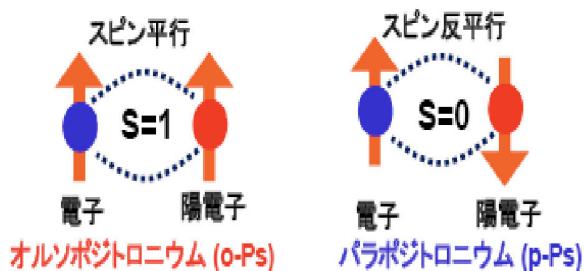 スピン平行
S=1
電子
陽電子
オルソポジトロニウム (o-Ps)
スピン反平行
S=0
電子
陽電子
パラポジトロニウム (p-Ps)